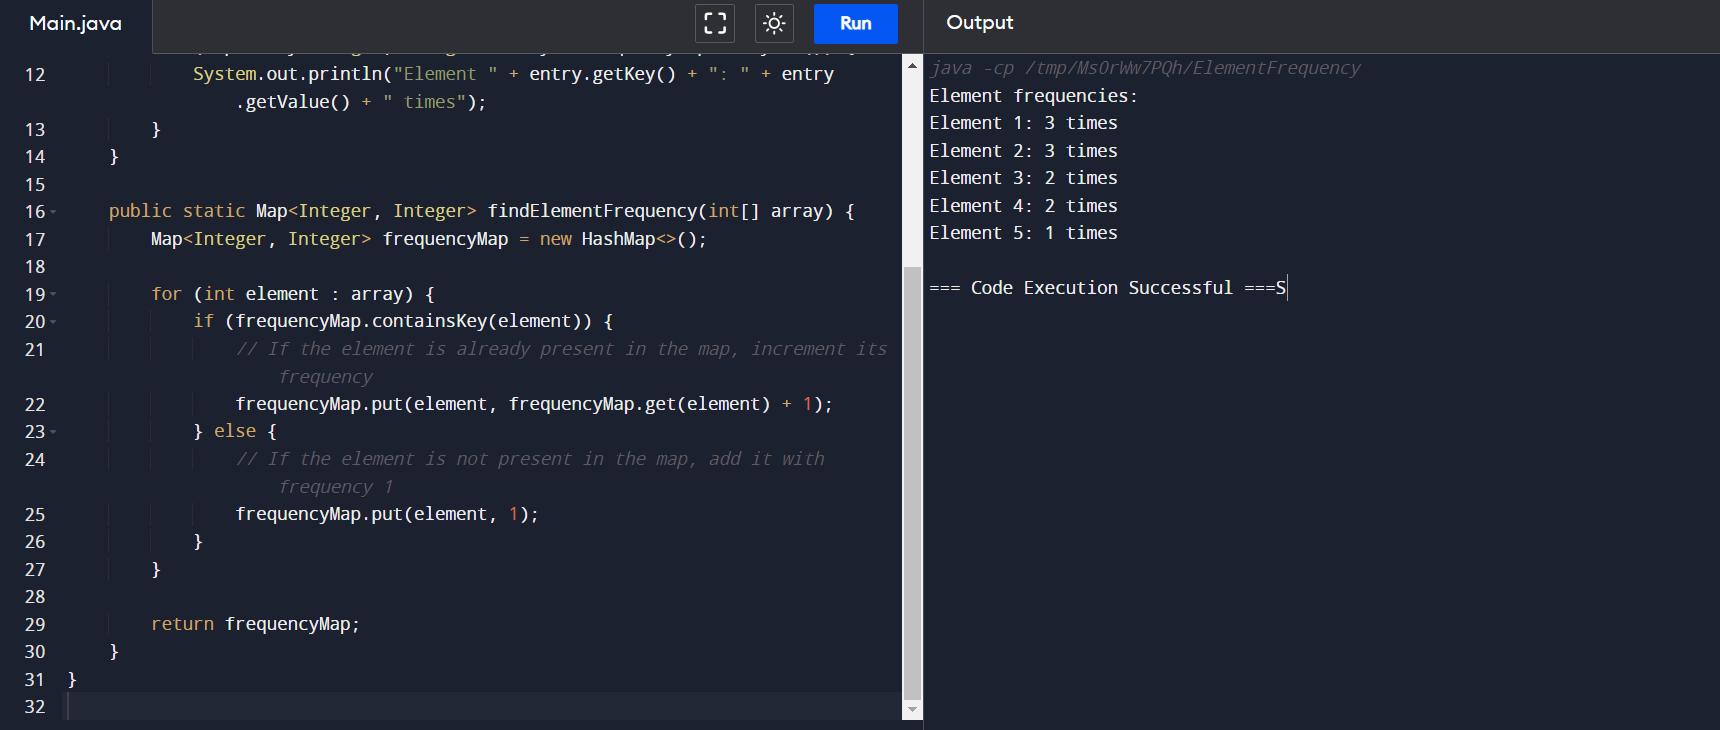 Main.java
Run
Output
12 System.out.println("Element " + entry.getKey() + ": " + entry
.getValue() + " times");
13 }
14 }
15
16 public static Map<Integer, Integer> findElementFrequency(int[] array) {
17 Map<Integer, Integer> frequencyMap = new HashMap<>();
18
19 for (int element : array) {
20 if (frequencyMap.containsKey(element)) {
21 // If the element is already present in the map, increment its
frequency
22 frequencyMap.put(element, frequencyMap.get(element) + 1);
23 } else {
24 // If the element is not present in the map, add it with
frequency 1
25 frequencyMap.put(element, 1);
26 }
27 }
28
29 return frequencyMap;
30 }
31 }
32
java -cp /tmp/MsOrWw7PQh/ElementFrequency
Element frequencies:
Element 1: 3 times
Element 2: 3 times
Element 3: 2 times
Element 4: 2 times
Element 5: 1 times
=== Code Execution Successful ===S